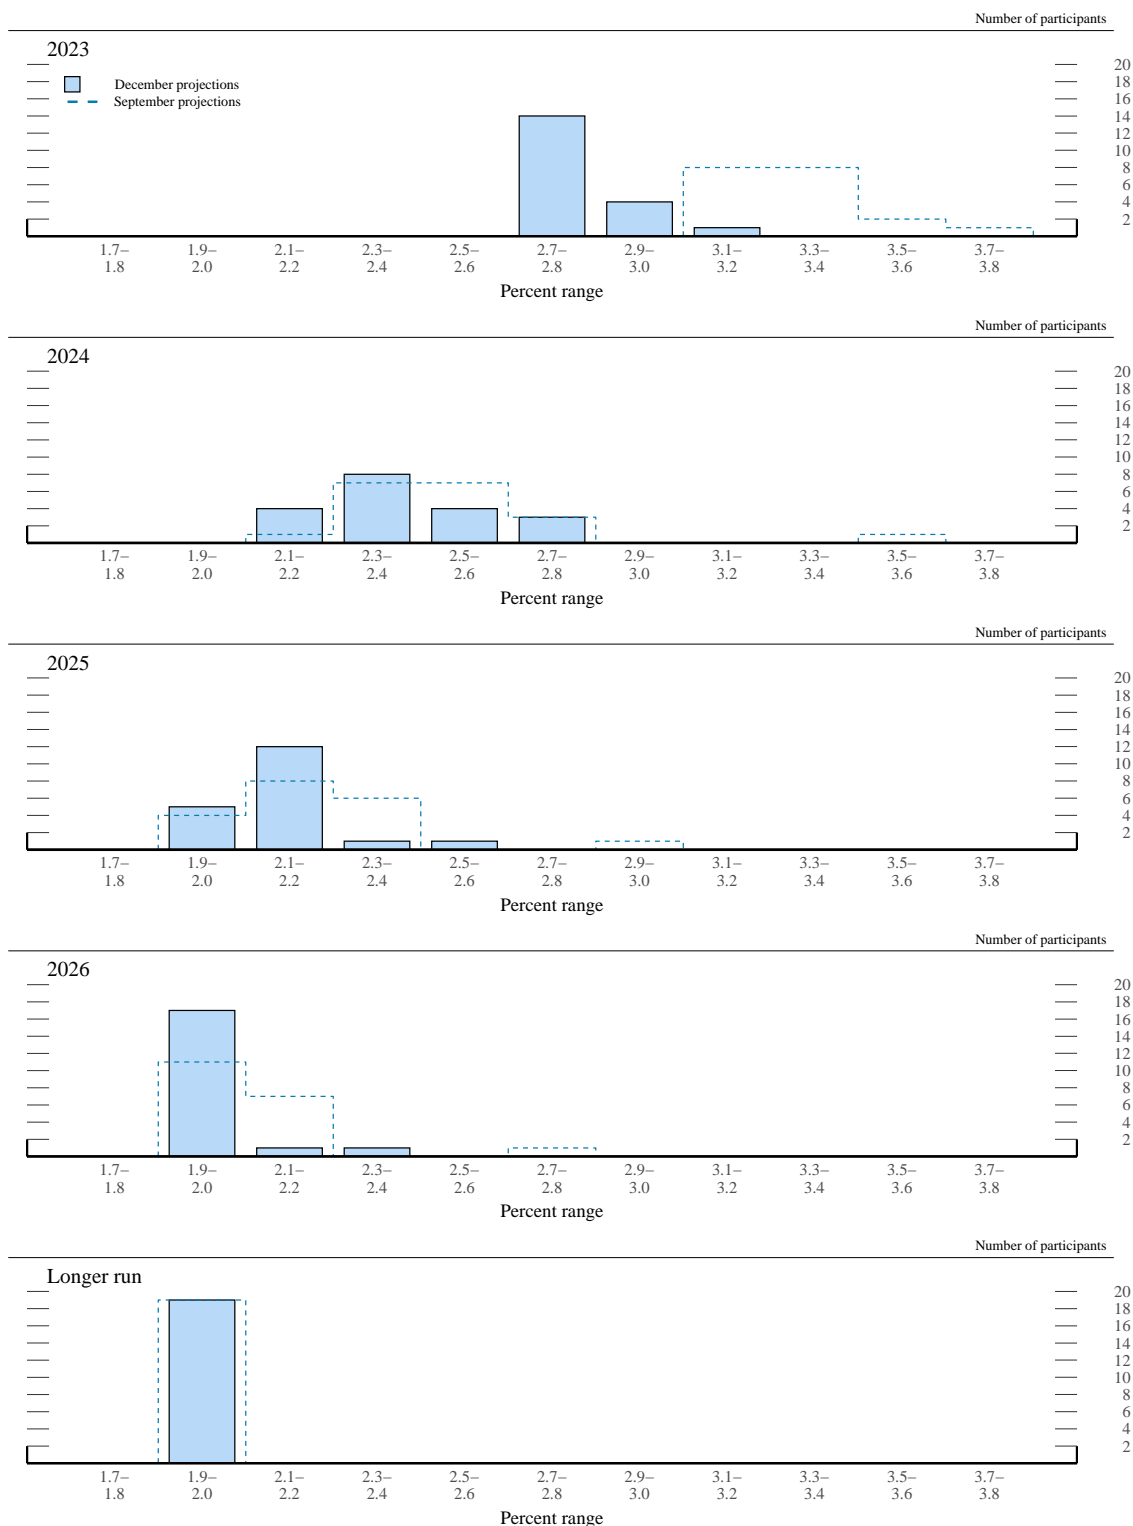 Number of participants
2023
December projections
September projections
20
18
16
14
12
10
8
6
4
2
1.7– 1.9– 2.1– 2.3– 2.5– 2.7– 2.9– 3.1– 3.3– 3.5– 3.7–
1.8 2.0 2.2 2.4 2.6 2.8 3.0 3.2 3.4 3.6 3.8
Percent range
Number of participants
2024
20
18
16
14
12
10
8
6
4
2
1.7– 1.9– 2.1– 2.3– 2.5– 2.7– 2.9– 3.1– 3.3– 3.5– 3.7–
1.8 2.0 2.2 2.4 2.6 2.8 3.0 3.2 3.4 3.6 3.8
Percent range
Number of participants
2025
20
18
16
14
12
10
8
6
4
2
1.7– 1.9– 2.1– 2.3– 2.5– 2.7– 2.9– 3.1– 3.3– 3.5– 3.7–
1.8 2.0 2.2 2.4 2.6 2.8 3.0 3.2 3.4 3.6 3.8
Percent range
Number of participants
2026
20
18
16
14
12
10
8
6
4
2
1.7– 1.9– 2.1– 2.3– 2.5– 2.7– 2.9– 3.1– 3.3– 3.5– 3.7–
1.8 2.0 2.2 2.4 2.6 2.8 3.0 3.2 3.4 3.6 3.8
Percent range
Number of participants
Longer run
20
18
16
14
12
10
8
6
4
2
1.7– 1.9– 2.1– 2.3– 2.5– 2.7– 2.9– 3.1– 3.3– 3.5– 3.7–
1.8 2.0 2.2 2.4 2.6 2.8 3.0 3.2 3.4 3.6 3.8
Percent range